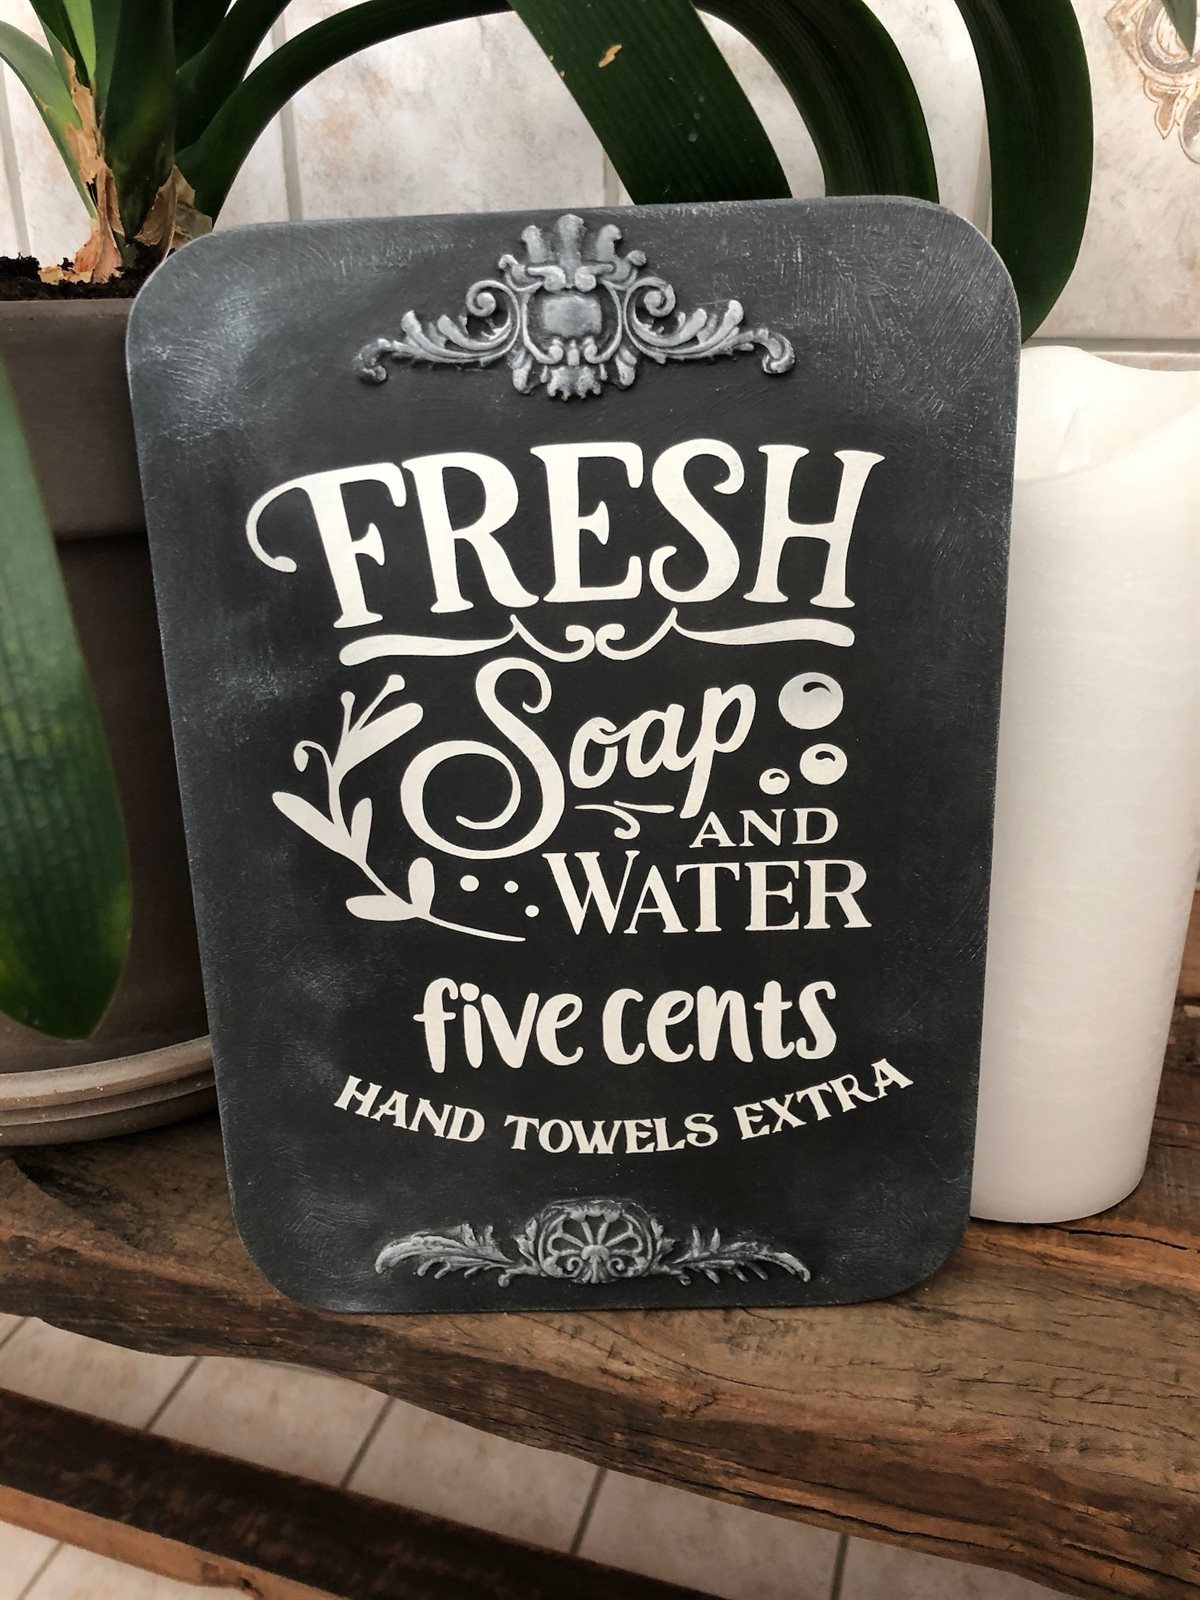 FRESH
Soap
AND
WATER
five cents
HAND TOWELS EXTRA